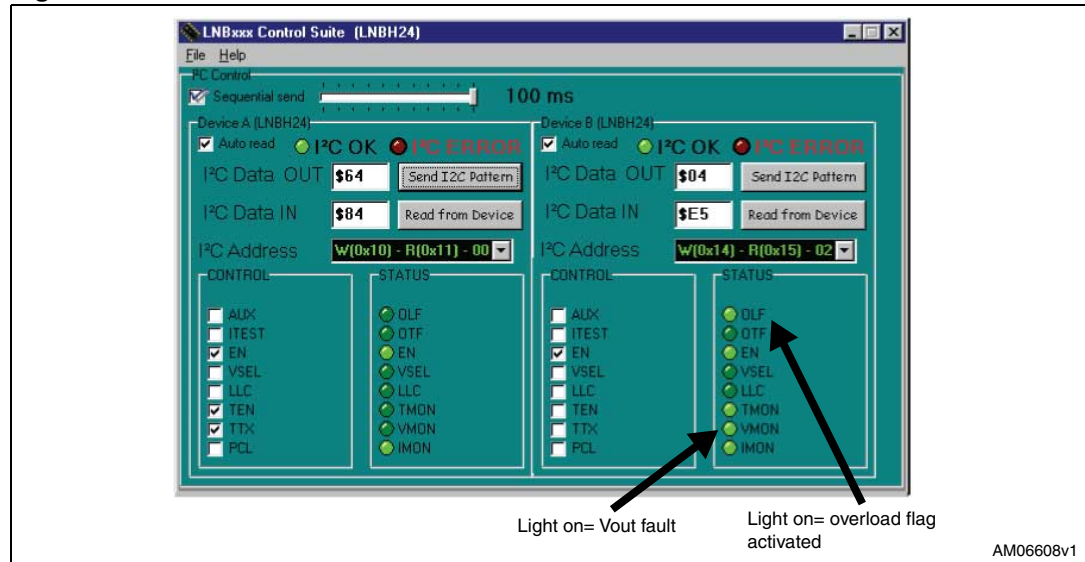 LNBxxx Control Suite (LNBH24)
File Help
I²C Control
Sequential send 100 ms
Device A (LNBH24)
Auto read I²C OK I²C ERROR
I²C Data OUT $64 Send I2C Pattern
I²C Data IN $84 Read from Device
I²C Address W(0x10) - R(0x11) - 00
CONTROL
AUX
ITEST
EN
VSEL
LLC
TEN
TTX
PCL
STATUS
OLF
OTF
EN
VSEL
LLC
TMON
VMON
IMON
Device B (LNBH24)
Auto read I²C OK I²C ERROR
I²C Data OUT $04 Send I2C Pattern
I²C Data IN $E5 Read from Device
I²C Address W(0x14) - R(0x15) - 02
CONTROL
AUX
ITEST
EN
VSEL
LLC
TEN
TTX
PCL
STATUS
OLF
OTF
EN
VSEL
LLC
TMON
VMON
IMON
Light on= Vout fault
Light on= overload flag
activated
AM06608v1